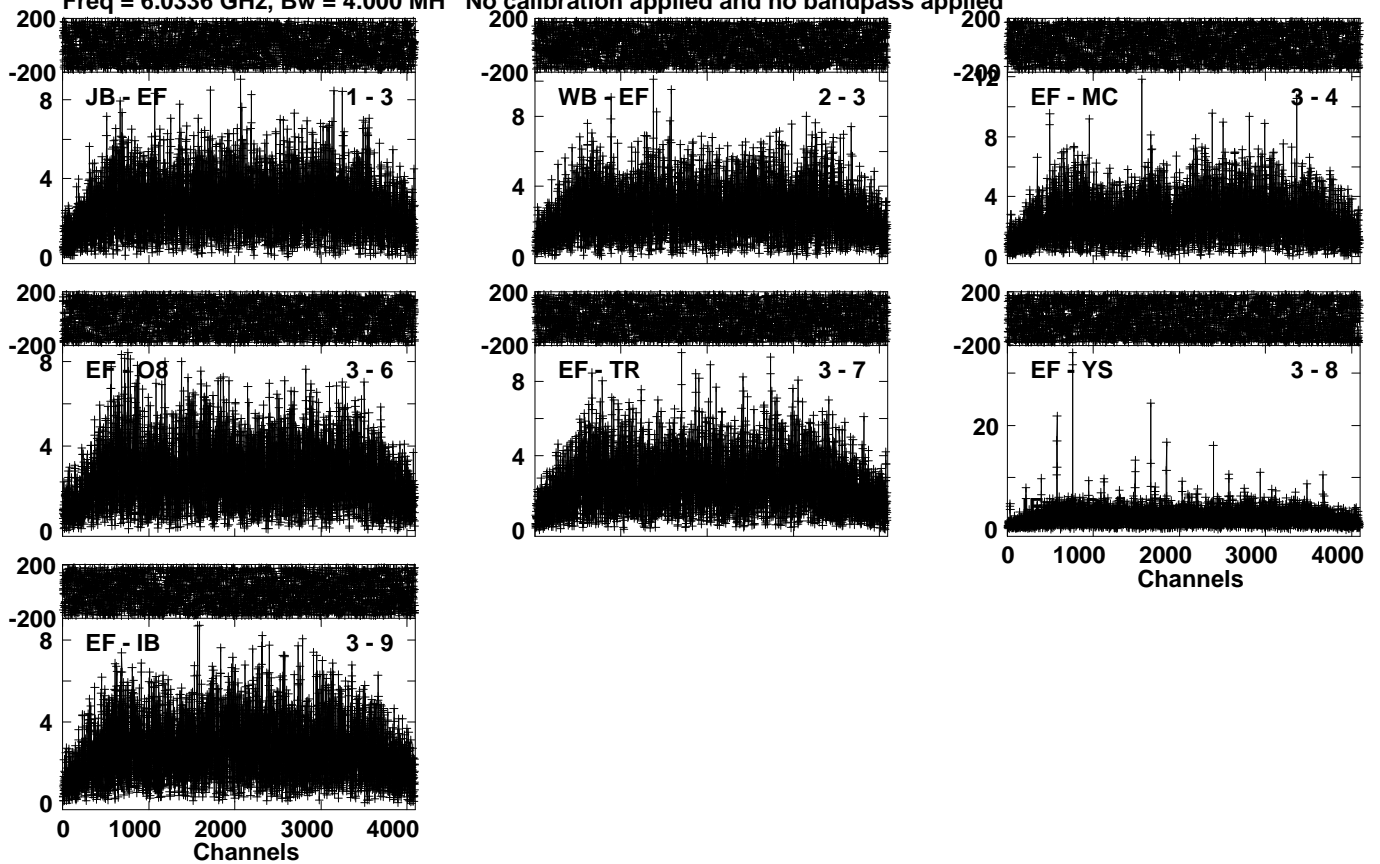 Freq = 6.0336 GHz, Bw = 4.000 MH No calibration applied and no bandpass applied
200
-200
JB - EF 1 - 3
8
4
0
200
-200
WB - EF 2 - 3
8
4
0
200
-200
12
EF - MC 3 - 4
8
4
0
200
-200
8
EF - O8 3 - 6
4
0
200
-200
EF - TR 3 - 7
8
4
0
200
-200
EF - YS 3 - 8
20
0
0 1000 2000 3000 4000
Channels
200
-200
8
EF - IB 3 - 9
4
0
0 1000 2000 3000 4000
Channels